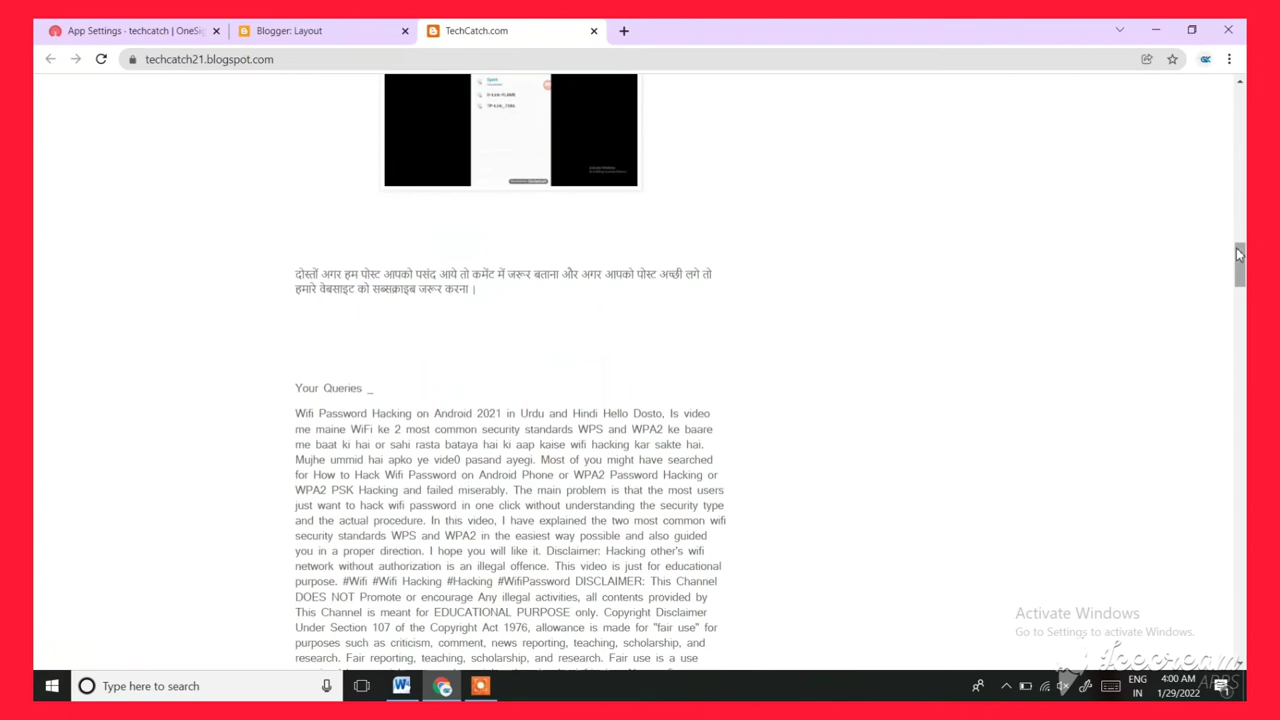 App Settings - techcatch | OneSi
Blogger: Layout
TechCatch.com
techcatch21.blogspot.com
दोस्तों अगर हम पोस्ट आपको पसंद आये तो कमेंट में जरूर बताना और अगर आपको पोस्ट अच्छी लगे तो
हमारे वेबसाइट को सब्सक्राइब जरूर करना ।
Your Queries _
Wifi Password Hacking on Android 2021 in Urdu and Hindi Hello Dosto, Is video
me maine WiFi ke 2 most common security standards WPS and WPA2 ke baare
me baat ki hai or sahi rasta bataya hai ki aap kaise wifi hacking kar sakte hai.
Mujhe ummid hai apko ye vide0 pasand ayegi. Most of you might have searched
for How to Hack Wifi Password on Android Phone or WPA2 Password Hacking or
WPA2 PSK Hacking and failed miserably. The main problem is that the most users
just want to hack wifi password in one click without understanding the security type
and the actual procedure. In this video, I have explained the two most common wifi
security standards WPS and WPA2 in the easiest way possible and also guided
you in a proper direction. I hope you will like it. Disclaimer: Hacking other's wifi
network without authorization is an illegal offence. This video is just for educational
purpose. #Wifi #Wifi Hacking #Hacking #WifiPassword DISCLAIMER: This Channel
DOES NOT Promote or encourage Any illegal activities, all contents provided by
This Channel is meant for EDUCATIONAL PURPOSE only. Copyright Disclaimer
Under Section 107 of the Copyright Act 1976, allowance is made for "fair use" for
purposes such as criticism, comment, news reporting, teaching, scholarship, and
research. Fair reporting, teaching, scholarship, and research. Fair use is a use
Activate Windows
Go to Settings to activate Windows.
Icecream
APPS
Type here to search
ENG
IN
4:00 AM
1/29/2022